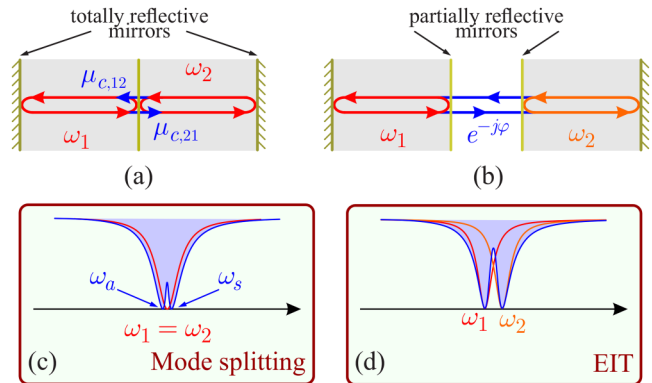 totally reflective
mirrors
partially reflective
mirrors
μc,12
ω2
ω1
μc,21
ω1
e−jφ
ω2
(a)
(b)
ωa
ωs
ω1 = ω2
(c)
Mode splitting
ω1
ω2
(d)
EIT